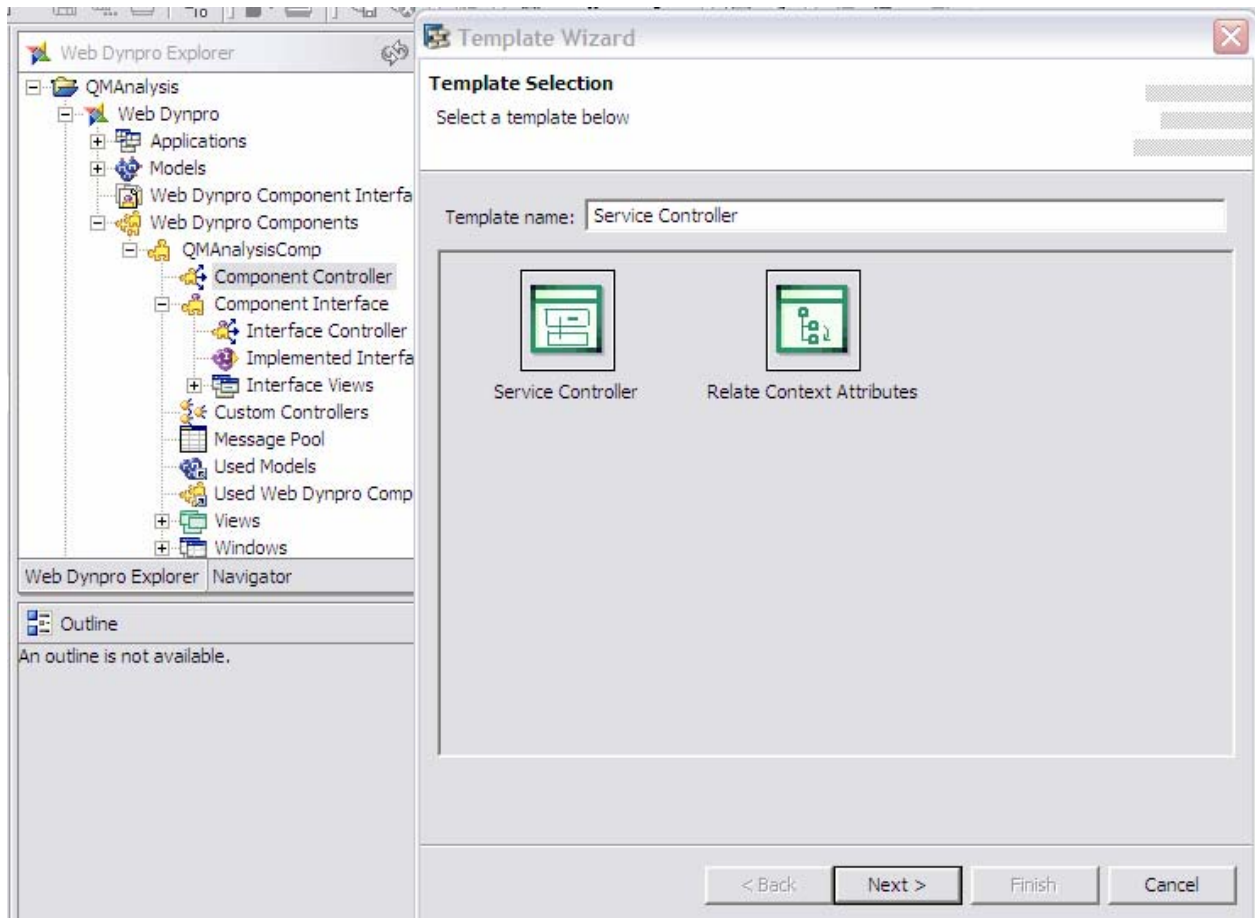 Web Dynpro Explorer
QMAnalysis
Web Dynpro
Applications
Models
Web Dynpro Component Interfa
Web Dynpro Components
QMAnalysisComp
Component Controller
Component Interface
Interface Controller
Implemented Interfa
Interface Views
Custom Controllers
Message Pool
Used Models
Used Web Dynpro Comp
Views
Windows
Web Dynpro Explorer
Navigator
Outline
An outline is not available.
Template Wizard
Template Selection
Select a template below
Template name: Service Controller
Service Controller
Relate Context Attributes
< Back
Next >
Finish
Cancel